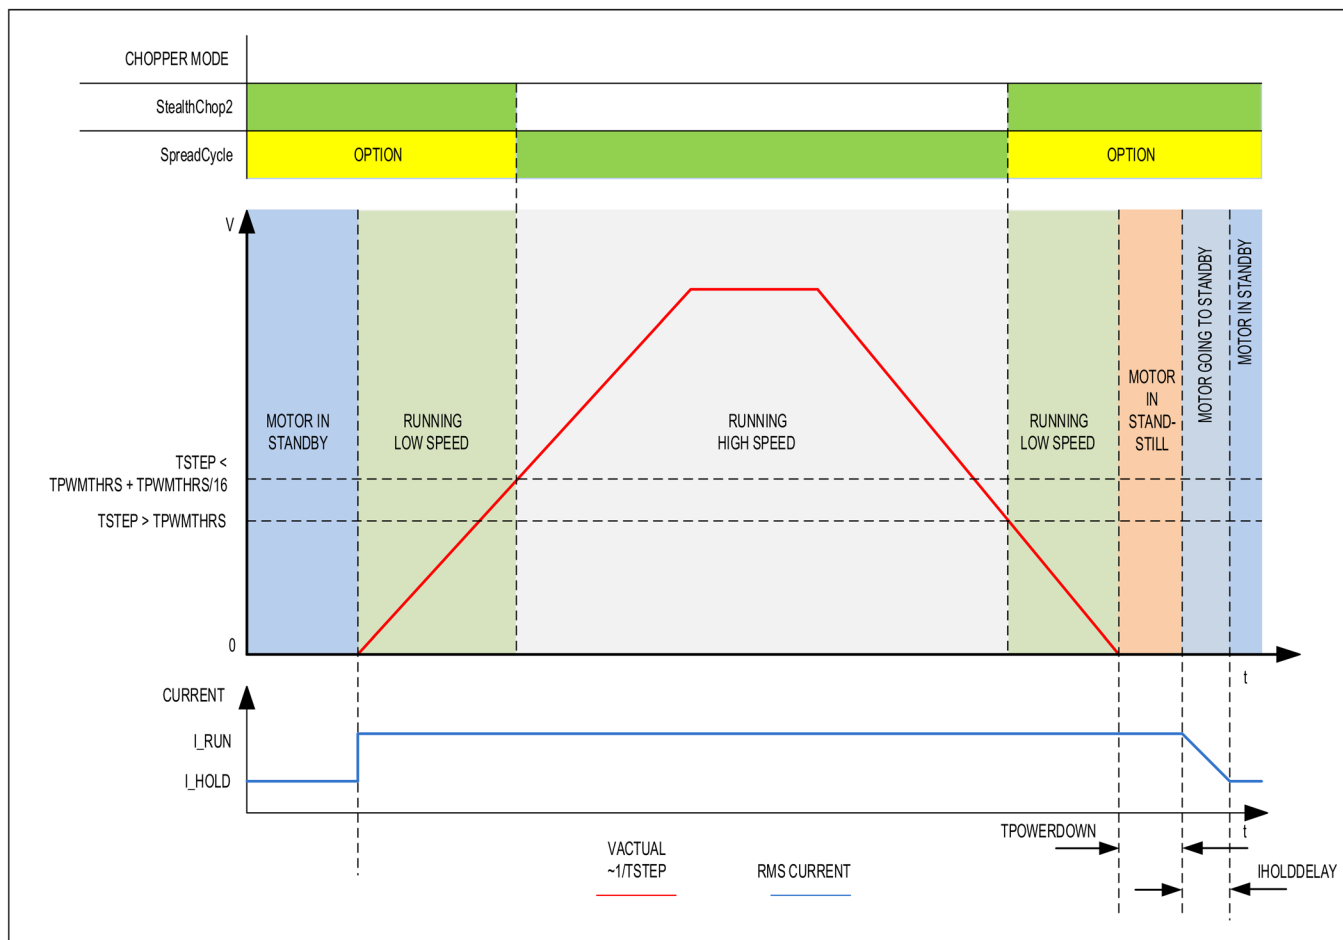 CHOPPER MODE
StealthChop2
SpreadCycle
OPTION
OPTION
V
MOTOR IN
STANDBY
RUNNING
LOW SPEED
RUNNING
HIGH SPEED
RUNNING
LOW SPEED
MOTOR
IN
STAND-
STILL
MOTOR GOING TO STANDBY
MOTOR IN STANDBY
TSTEP <
TPWMTHRS + TPWMTHRS/16
TSTEP > TPWMTHRS
0
t
CURRENT
I_RUN
I_HOLD
t
TPOWERDOWN
IHOLDDELAY
VACTUAL
~1/TSTEP
RMS CURRENT